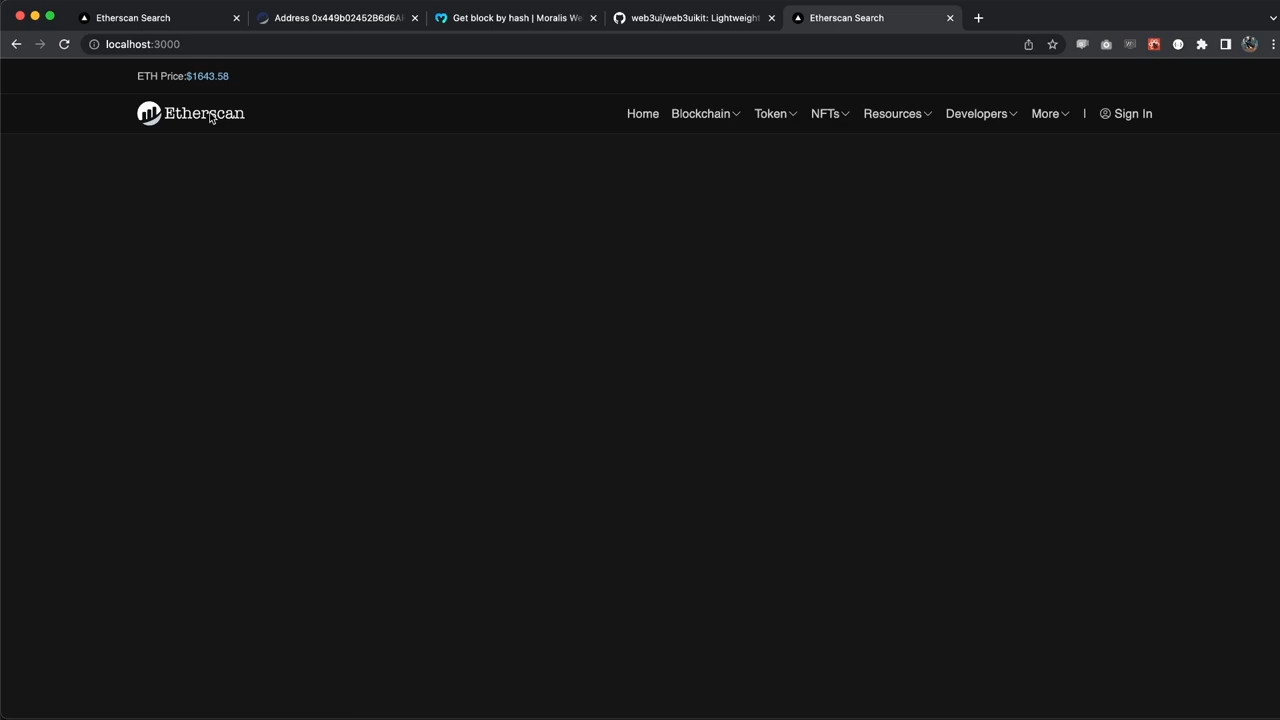 Etherscan Search
Address 0x449b02452B6d6A
Get block by hash | Moralis We
web3ui/web3uikit: Lightweight
Etherscan Search
localhost:3000
ETH Price:$1643.58
Etherscan
Home Blockchain Token NFTs Resources Developers More | Sign In